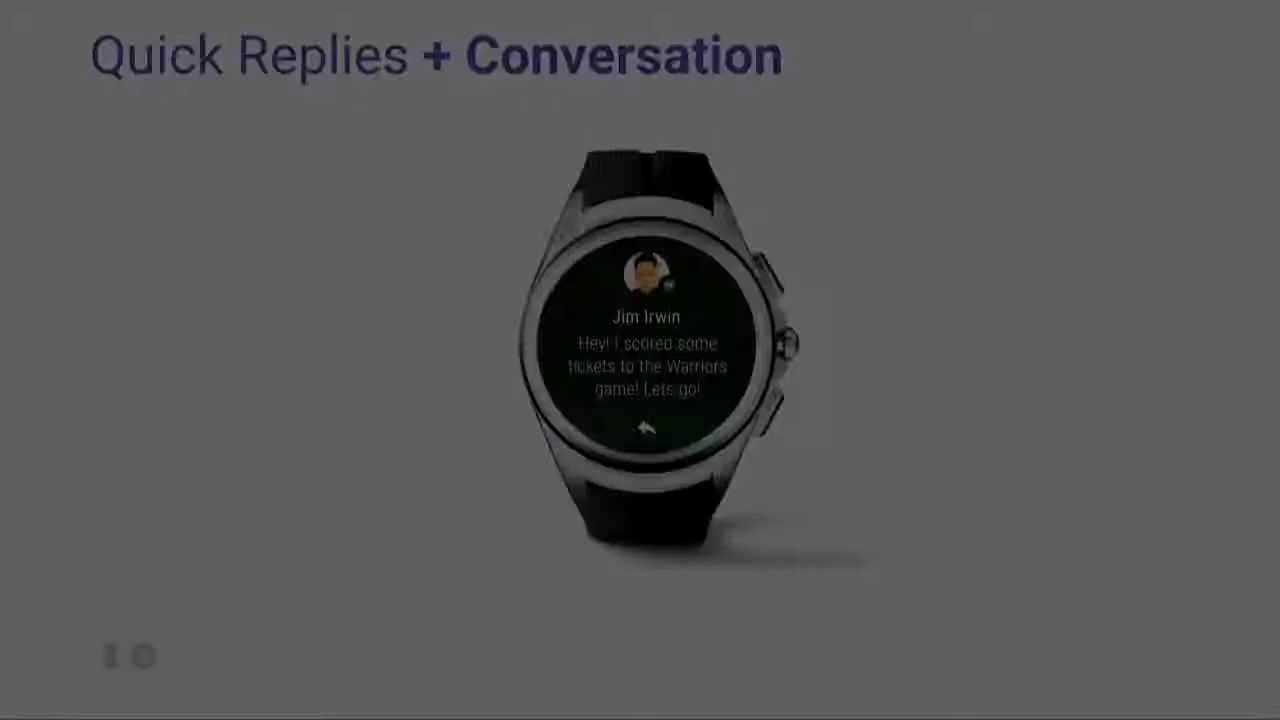 Quick Replies + Conversation
Jim Irwin
Hey! I scored some
tickets to the Warriors
game! Lets go!